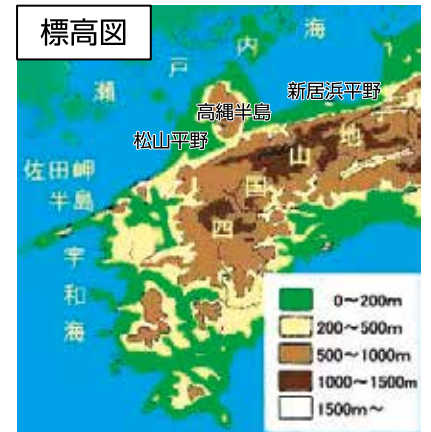 標高図
瀬戸内海
新居浜平野
高縄半島
松山平野
四国山地
佐田岬
半島
宇和海
0～200m
200～500m
500～1000m
1000～1500m
1500m～